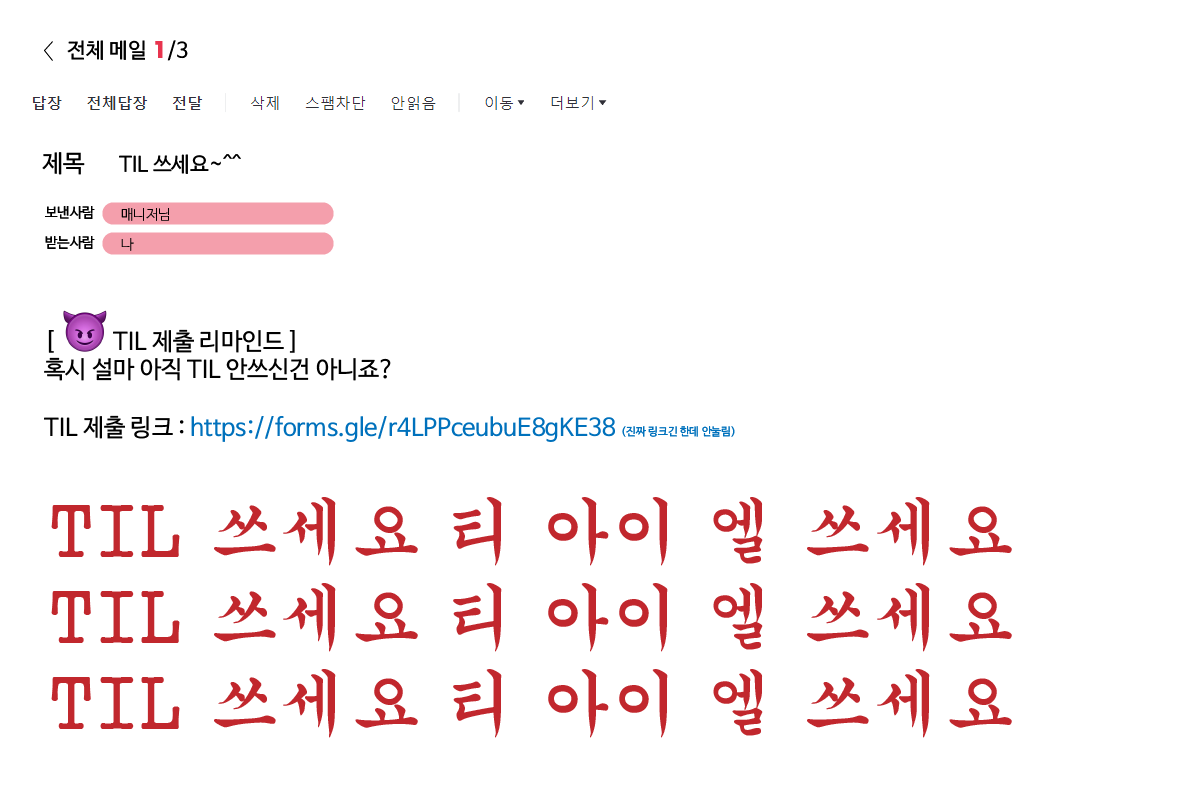 전체 메일 1/3
답장 전체답장 전달 삭제 스팸차단 안읽음 이동 더보기
제목 TIL 쓰세요~^^
보낸사람 매니저님
받는사람 나
[ 😈 TIL 제출 리마인드 ]
혹시 설마 아직 TIL 안쓰신건 아니죠?
TIL 제출 링크 : https://forms.gle/r4LPPceubuE8gKE38 (진짜 링크긴 한데 안눌림)
TIL 쓰세요 티 아이 엘 쓰세요
TIL 쓰세요 티 아이 엘 쓰세요
TIL 쓰세요 티 아이 엘 쓰세요